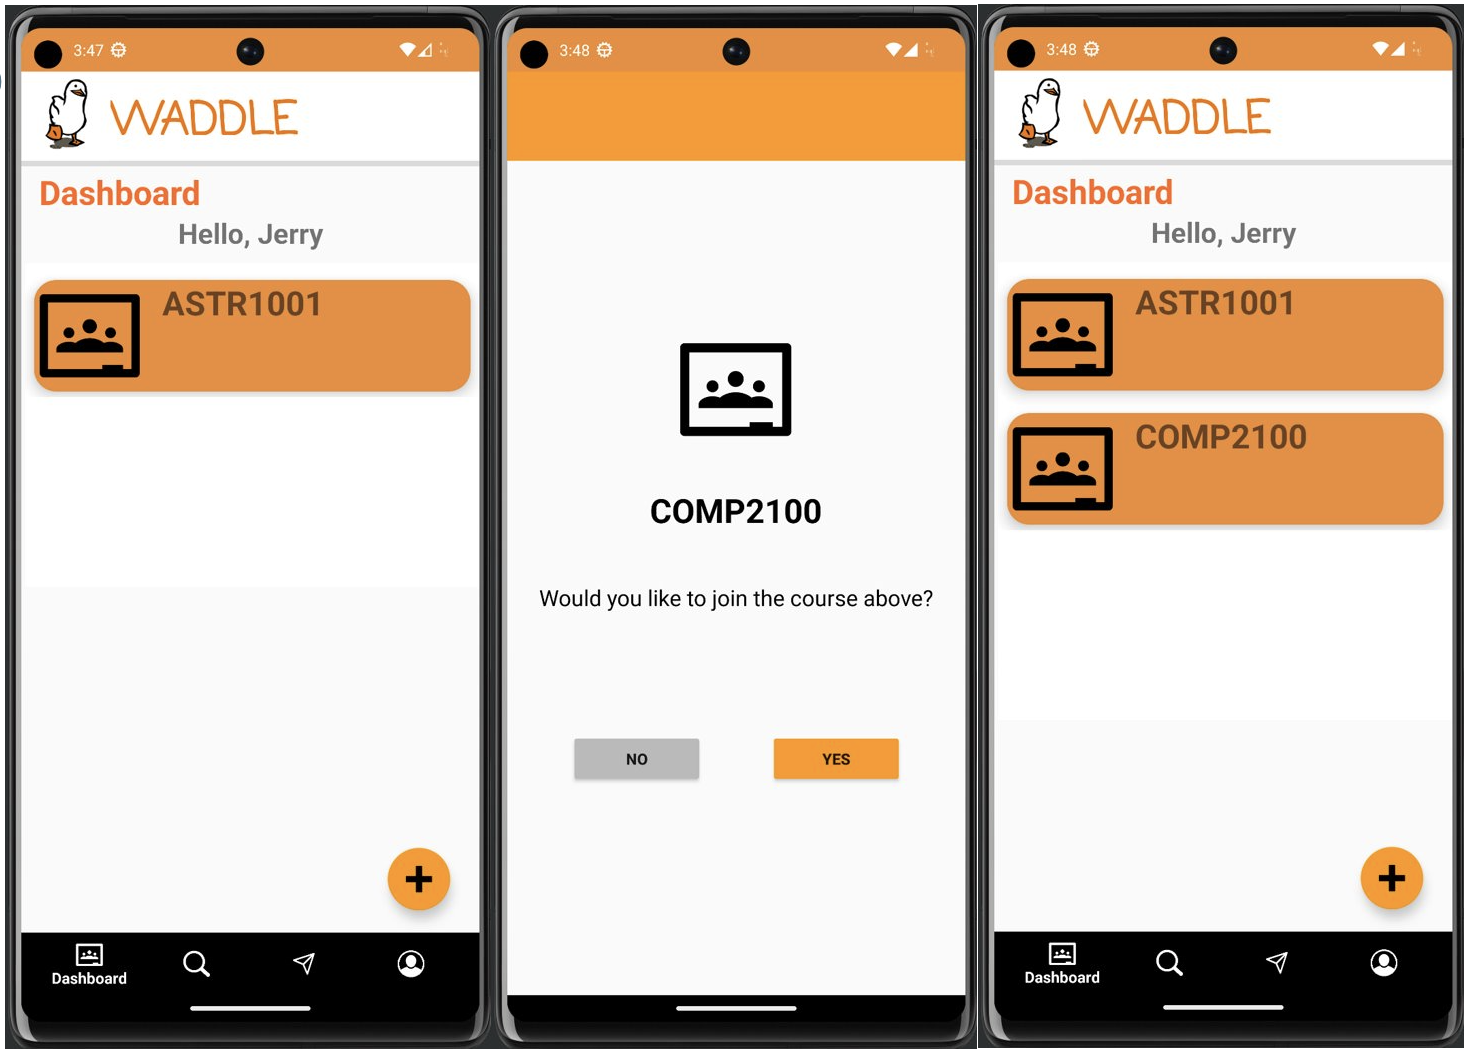 3:47
WADDLE
Dashboard
Hello, Jerry
ASTR1001
Dashboard
3:48
COMP2100
Would you like to join the course above?
NO
YES
3:48
WADDLE
Dashboard
Hello, Jerry
ASTR1001
COMP2100
Dashboard